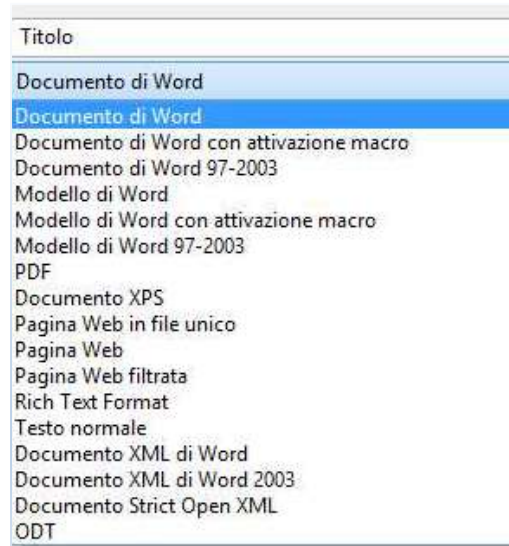 Titolo
Documento di Word
Documento di Word
Documento di Word con attivazione macro
Documento di Word 97-2003
Modello di Word
Modello di Word con attivazione macro
Modello di Word 97-2003
PDF
Documento XPS
Pagina Web in file unico
Pagina Web
Pagina Web filtrata
Rich Text Format
Testo normale
Documento XML di Word
Documento XML di Word 2003
Documento Strict Open XML
ODT